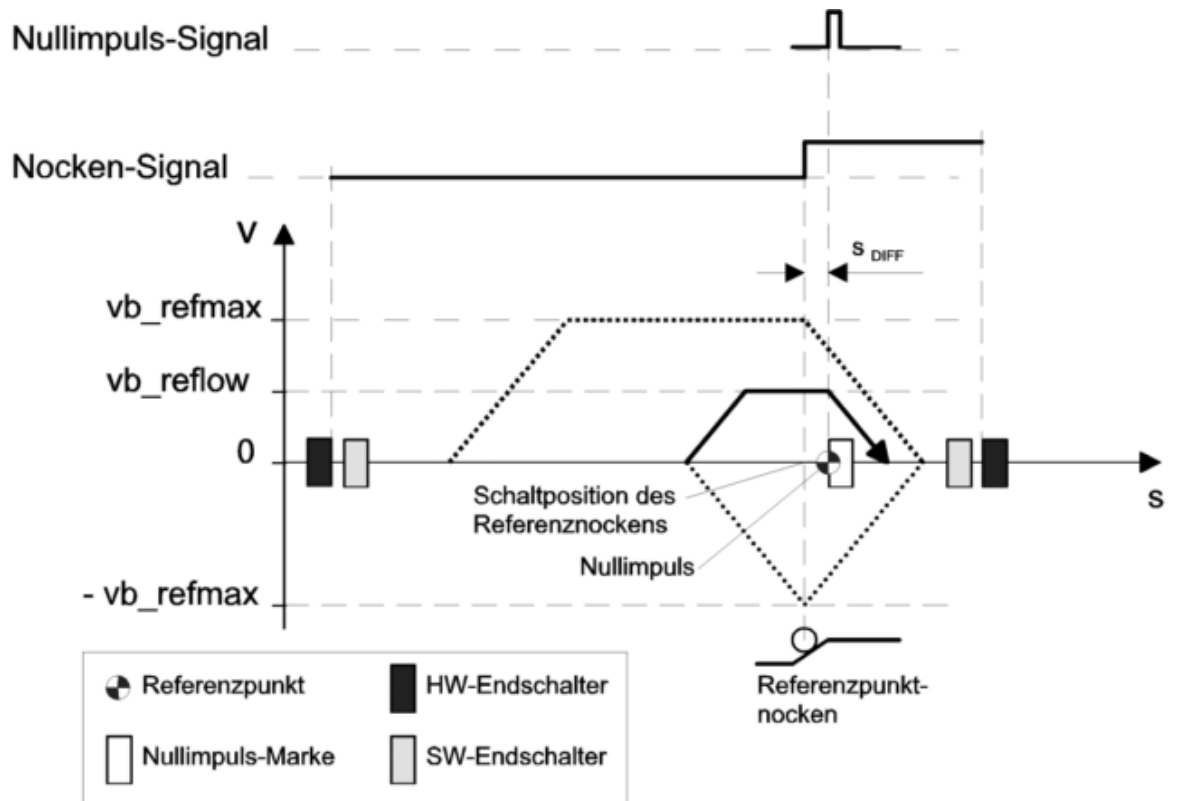 Nullimpuls-Signal
Nocken-Signal
V
s DIFF
vb_refmax
vb_reflow
0
s
Schaltposition des
Referenznockens
Nullimpuls
- vb_refmax
Referenzpunkt-
nocken
Referenzpunkt
HW-Endschalter
Nullimpuls-Marke
SW-Endschalter